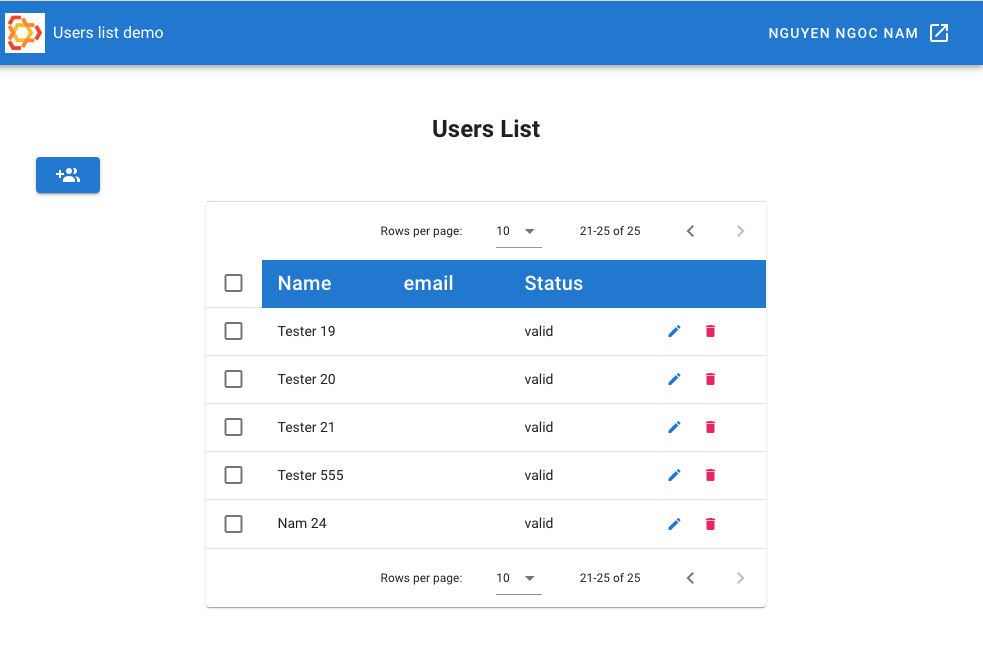 Users list demo
NGUYEN NGOC NAM
Users List
Rows per page: 10 21-25 of 25
Name email Status
Tester 19 valid
Tester 20 valid
Tester 21 valid
Tester 555 valid
Nam 24 valid
Rows per page: 10 21-25 of 25